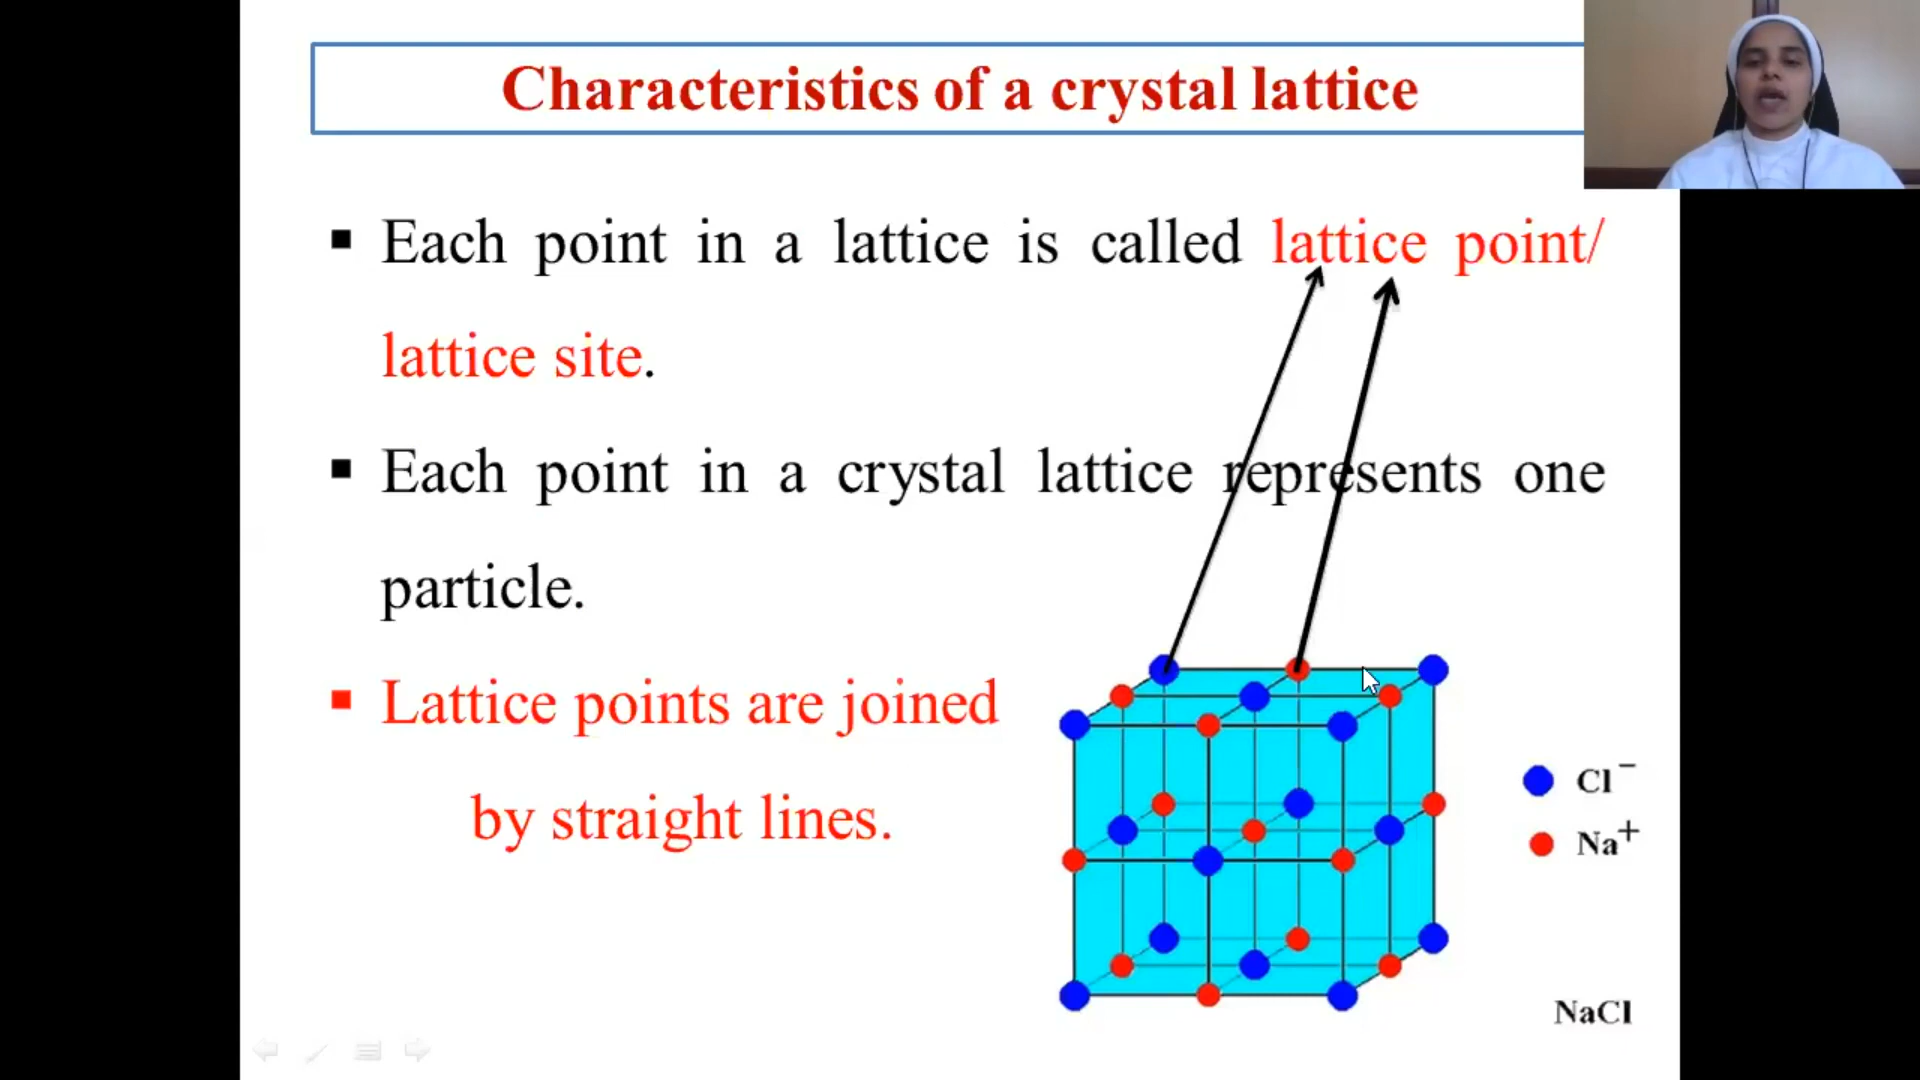 Characteristics of a crystal lattice
▪ Each point in a lattice is called lattice point/
lattice site.
▪ Each point in a crystal lattice represents one
particle.
▪ Lattice points are joined
by straight lines.
Cl⁻
Na⁺
NaCl